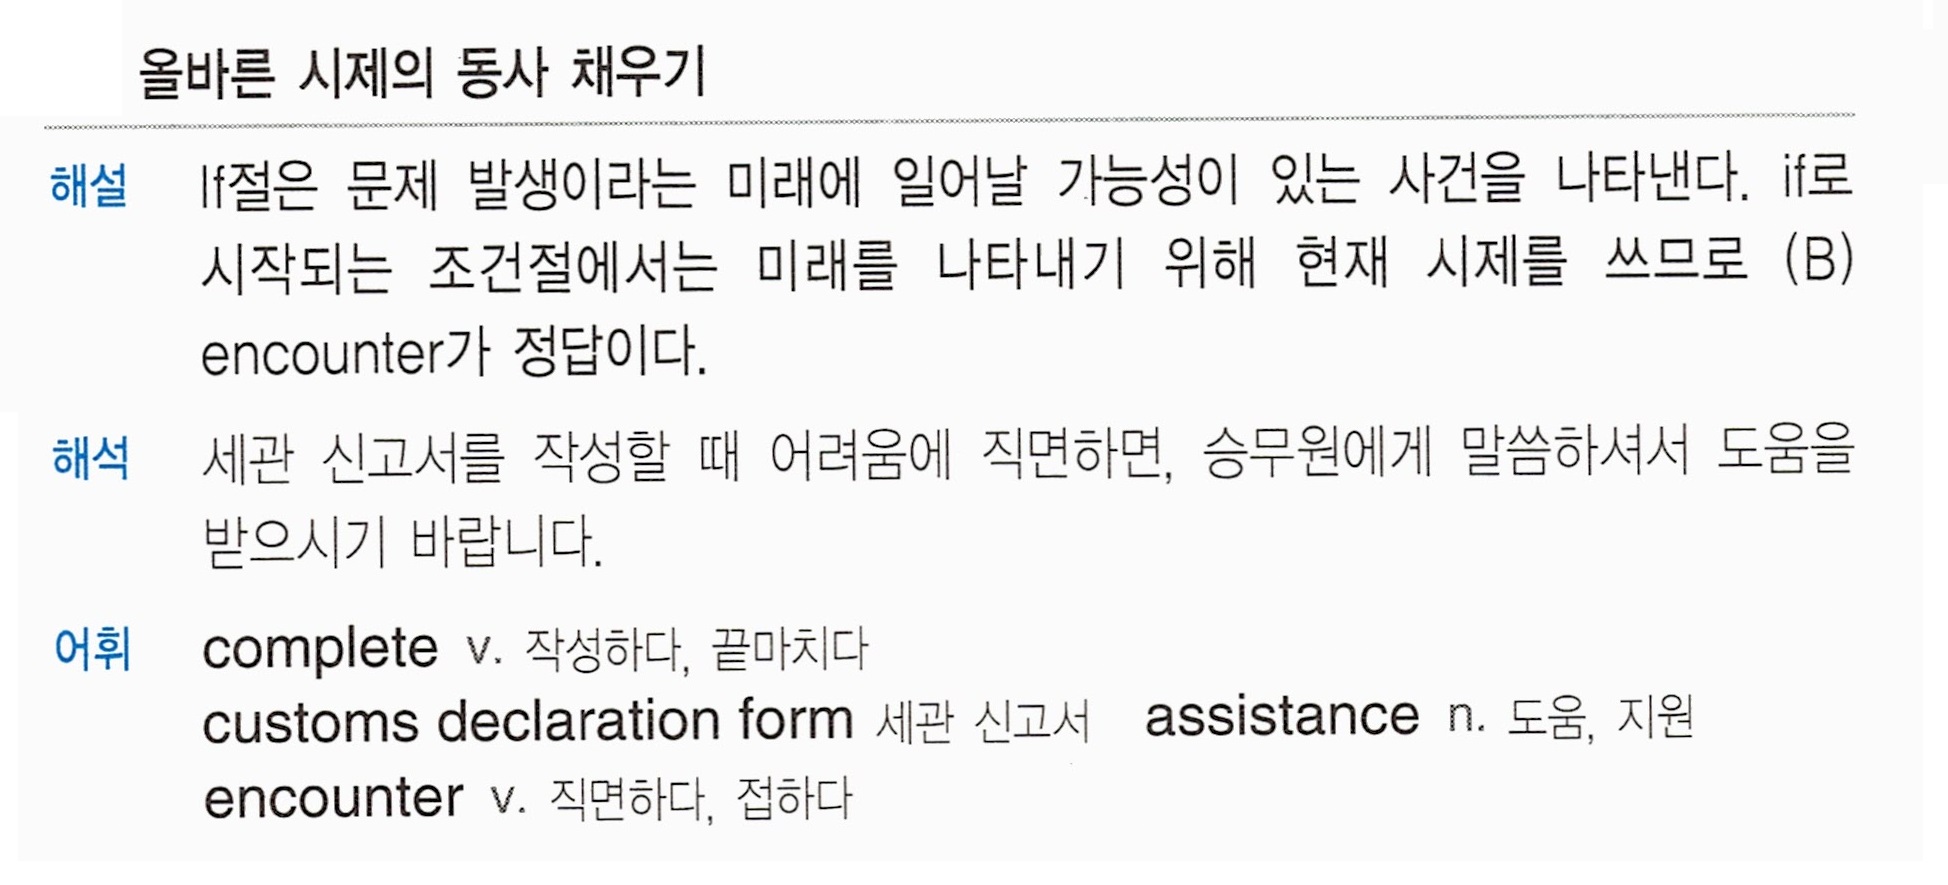 올바른 시제의 동사 채우기
해설 If절은 문제 발생이라는 미래에 일어날 가능성이 있는 사건을 나타낸다. if로
시작되는 조건절에서는 미래를 나타내기 위해 현재 시제를 쓰므로 (B)
encounter가 정답이다.
해석 세관 신고서를 작성할 때 어려움에 직면하면, 승무원에게 말씀하셔서 도움을
받으시기 바랍니다.
어휘 complete v. 작성하다, 끝마치다
customs declaration form 세관 신고서 assistance n. 도움, 지원
encounter v. 직면하다, 접하다